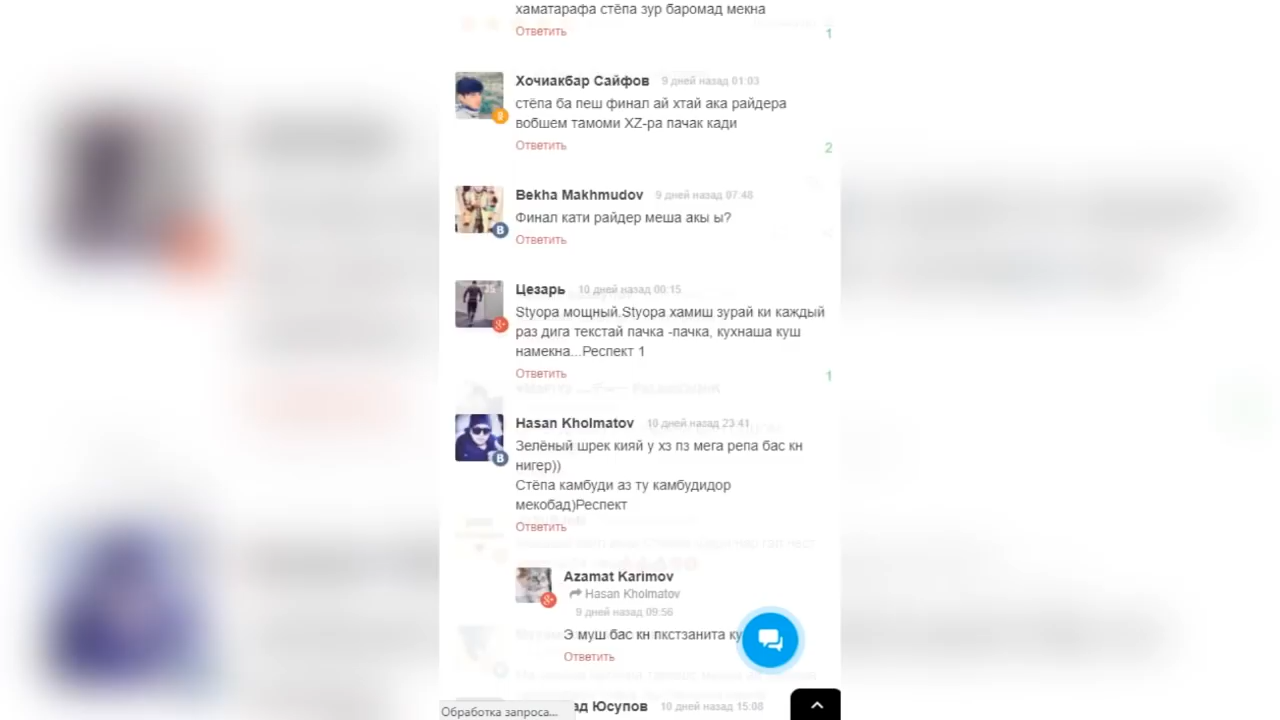 хаматарафа стёпа зур баромад мекна
Ответить
1
Хочиакбар Сайфов 9 дней назад 01:03
стёпа ба пеш финал ай хтай ака райдера
вобшем тамоми XZ-ра пачак кади
Ответить
2
Bekha Makhmudov 9 дней назад 07:48
Финал кати райдер меша акы ы?
Ответить
Цезарь 10 дней назад 00:15
Styopa мощный.Styopa хамиш зурай ки каждый
раз дига текстай пачка -пачка, кухнаша куш
намекна...Респект 1
Ответить
1
Hasan Kholmatov 10 дней назад 23:41
Зелёный шрек кияй у хз пз мега репа бас кн
нигер))
Стёпа камбуди аз ту камбудидор
мекобад)Респект
Ответить
Azamat Karimov
Hasan Kholmatov
9 дней назад 09:56
Э муш бас кн пкстзанита
Ответить
Юсупов 10 дней назад 15:08
Обработка запроса...